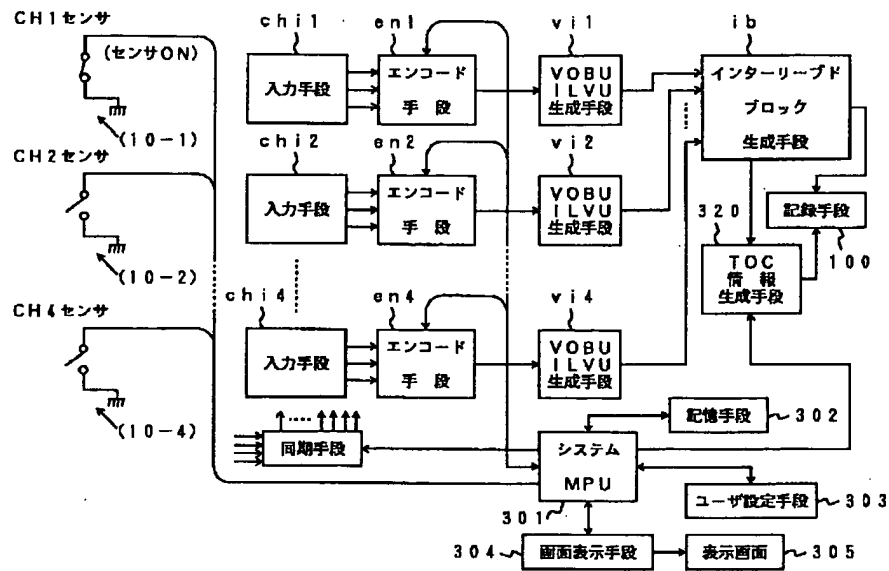 CH1センサ
(センサON)
(10-1)
CH2センサ
(10-2)
CH4センサ
(10-4)
chi1
入力手段
en1
エンコード
手段
vi1
VOBU
ILVU
生成手段
ib
インターリーブド
ブロック
生成手段
chi2
入力手段
en2
エンコード
手段
vi2
VOBU
ILVU
生成手段
320
記録手段
100
TOC
情報
生成手段
chi4
入力手段
en4
エンコード
手段
vi4
VOBU
ILVU
生成手段
同期手段
システム
MPU
301
記憶手段
302
ユーザ設定手段
303
304
画面表示手段
表示画面
305